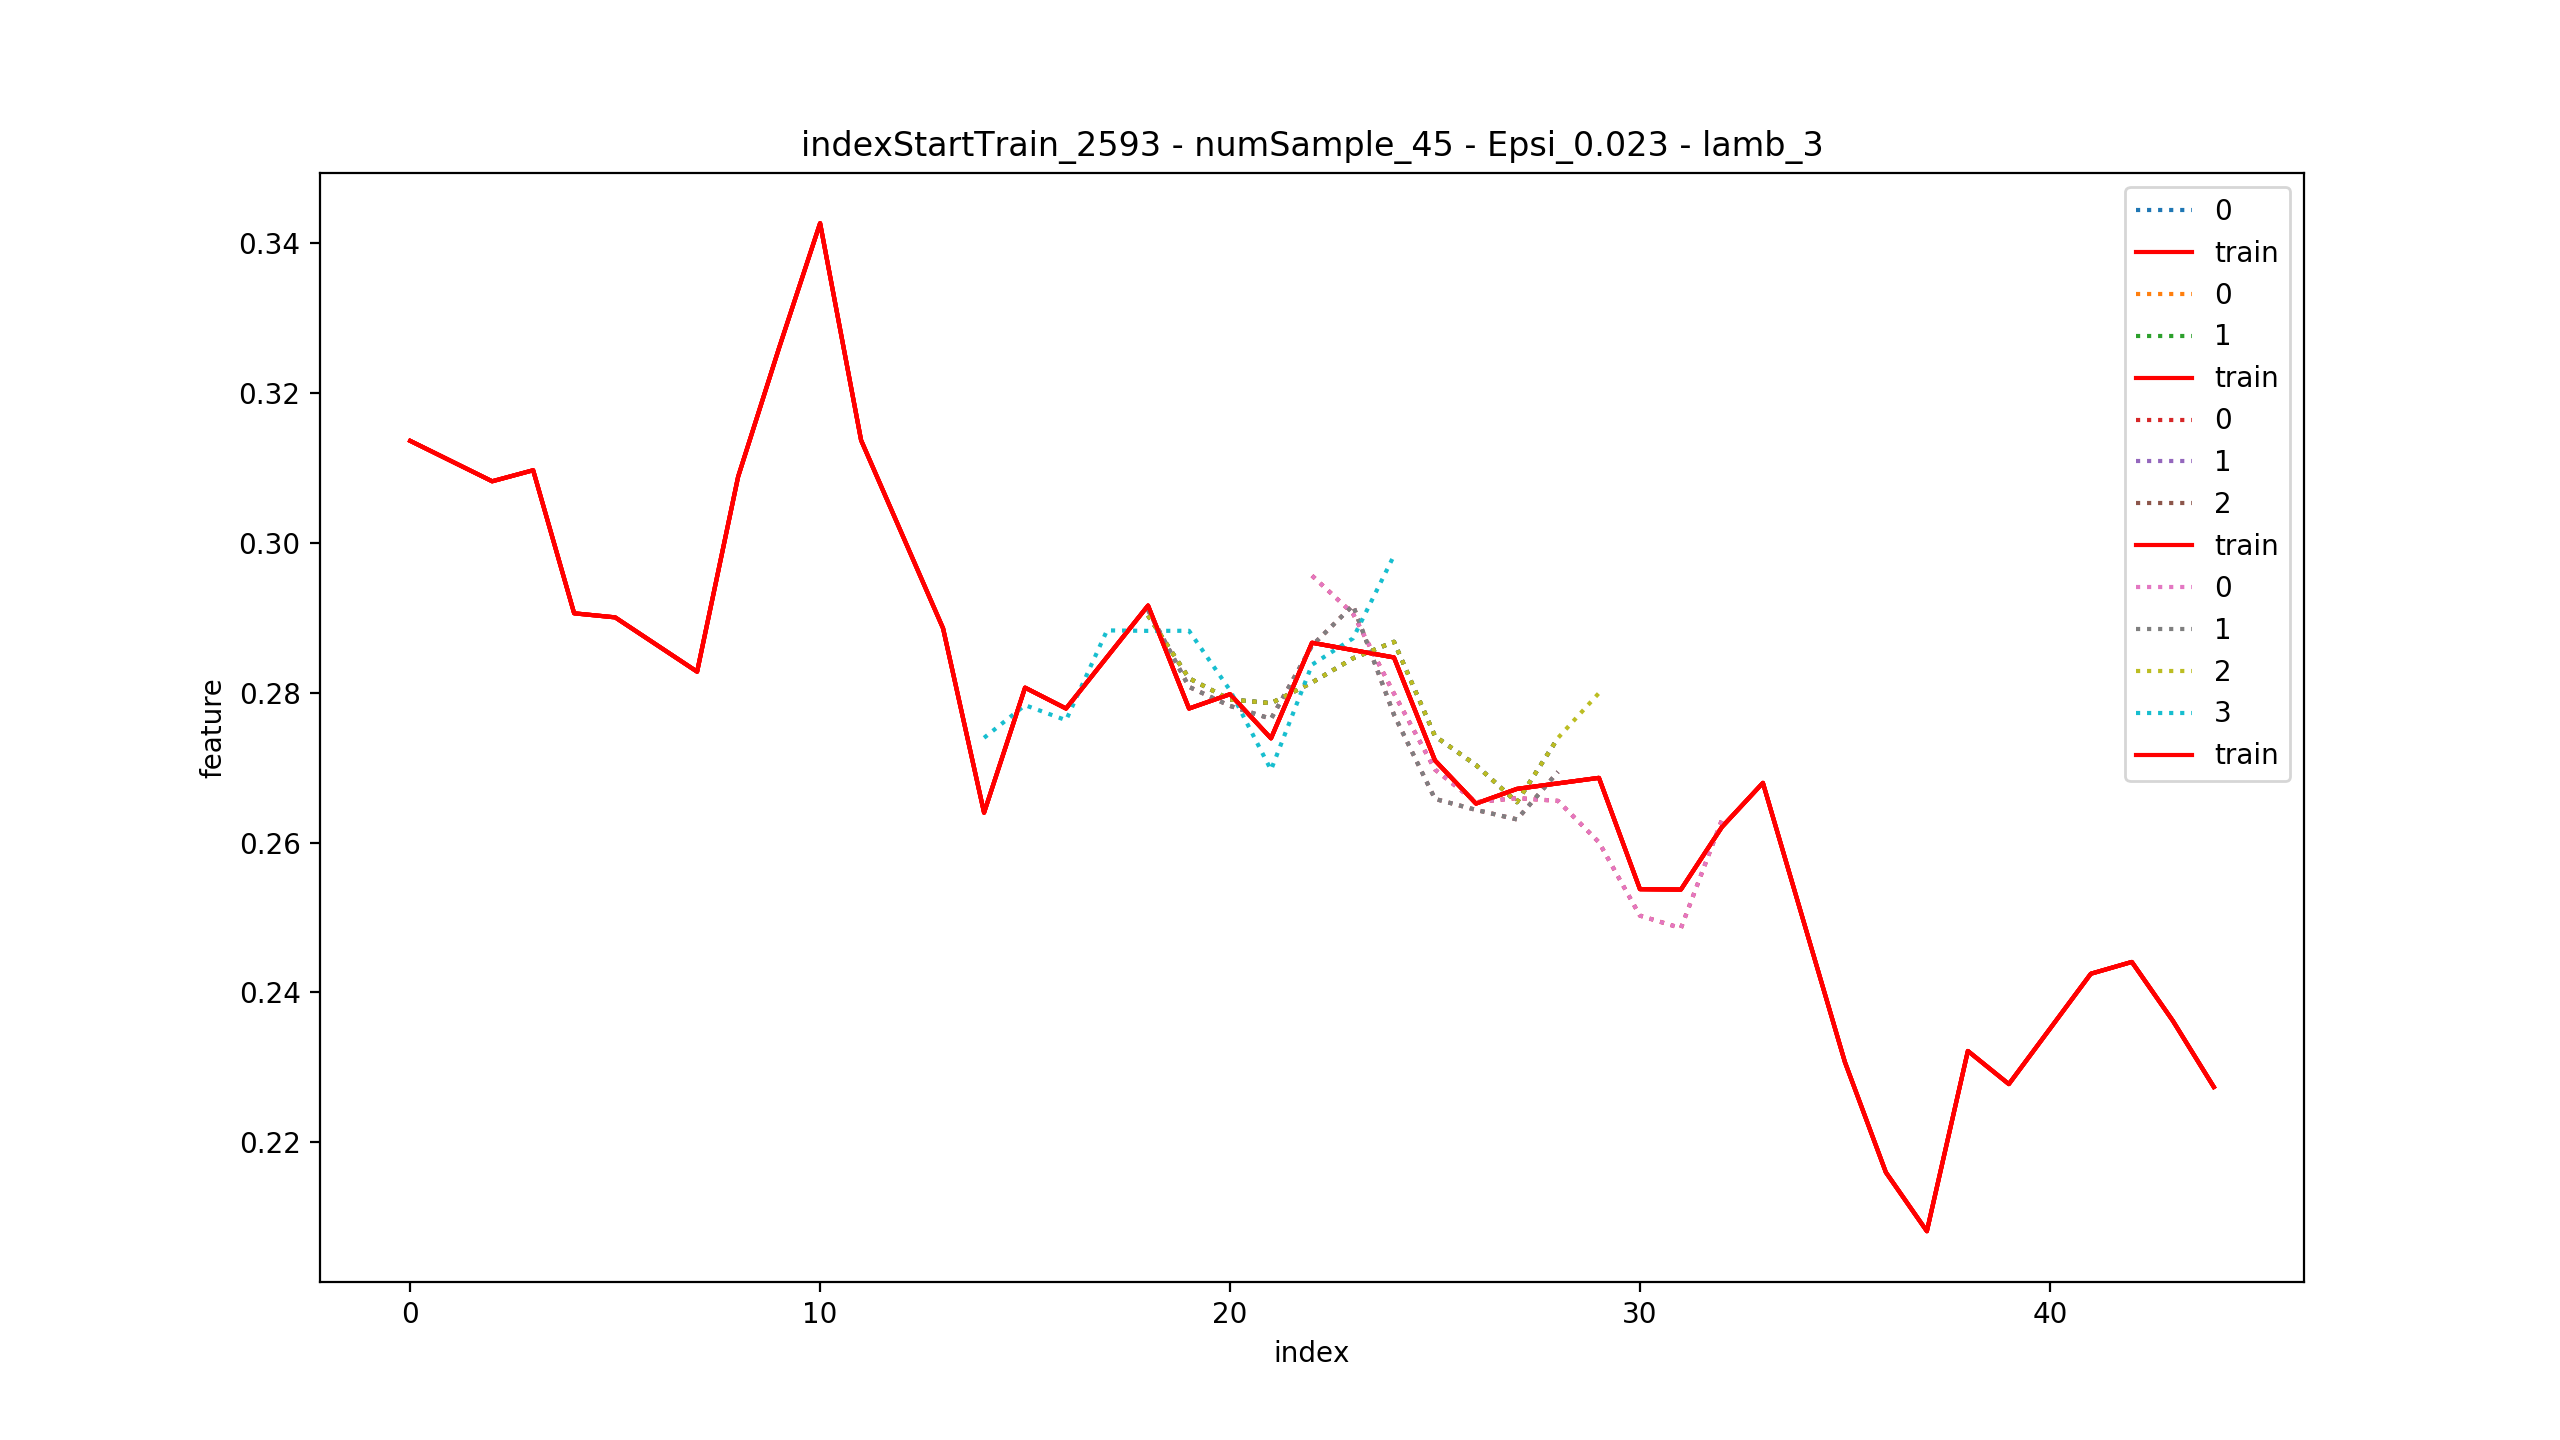 indexStartTrain_2593 - numSample_45 - Epsi_0.023 - lamb_3
0
train
0
1
train
0
1
2
train
0
1
2
3
train
0.34
0.32
0.30
0.28
0.26
0.24
0.22
feature
0 10 20 30 40
index